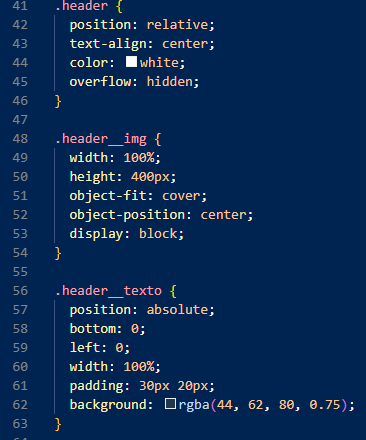 41 .header {
42 position: relative;
43 text-align: center;
44 color: white;
45 overflow: hidden;
46 }
47
48 .header__img {
49 width: 100%;
50 height: 400px;
51 object-fit: cover;
52 object-position: center;
53 display: block;
54 }
55
56 .header__texto {
57 position: absolute;
58 bottom: 0;
59 left: 0;
60 width: 100%;
61 padding: 30px 20px;
62 background: rgba(44, 62, 80, 0.75);
63 }